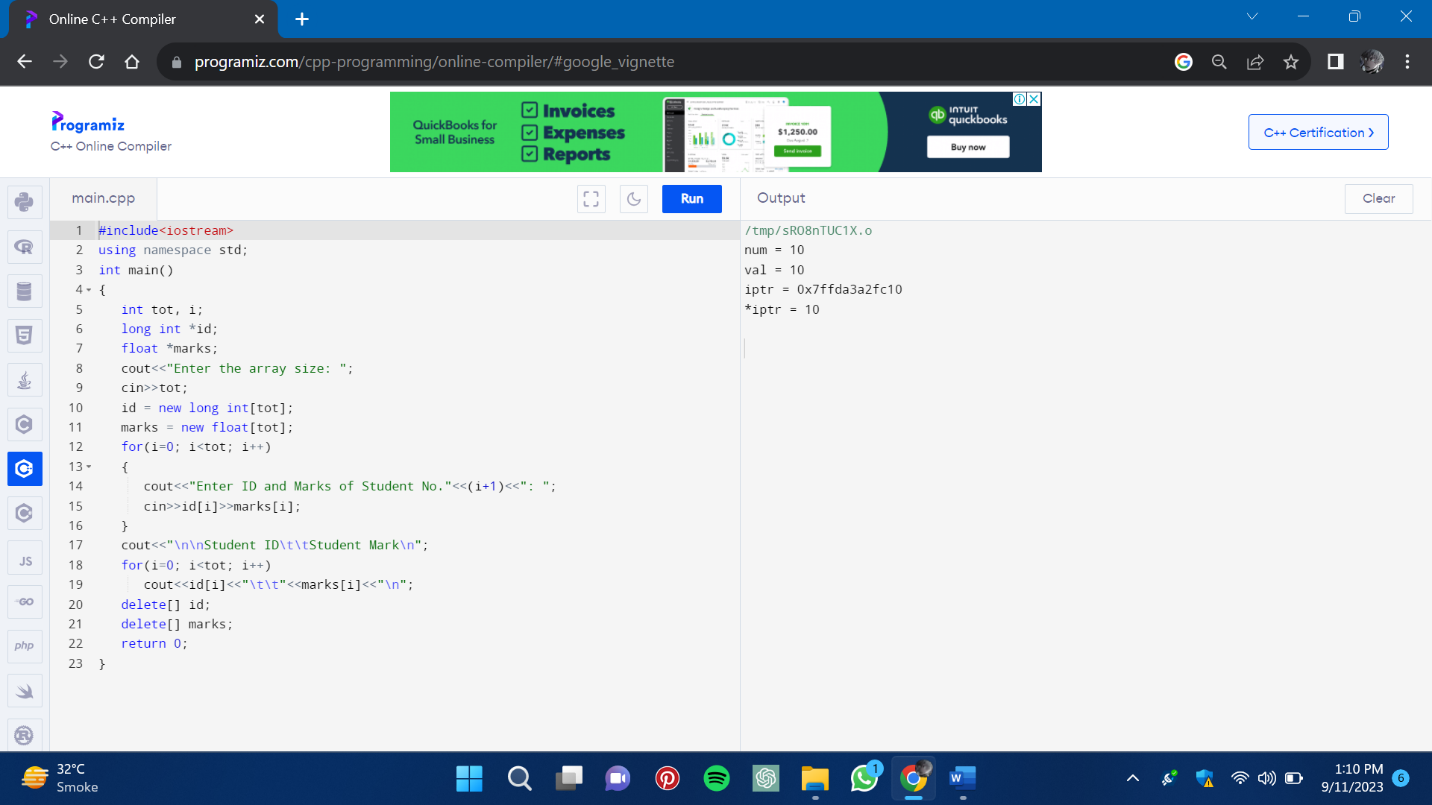 Online C++ Compiler
programiz.com/cpp-programming/online-compiler/#google_vignette
Programiz
C++ Online Compiler
QuickBooks for
Small Business
Invoices
Expenses
Reports
$1,250.00
Send invoice
qb INTUIT
quickbooks
Buy now
C++ Certification >
main.cpp
Run
Output
Clear
1 #include<iostream>
2 using namespace std;
3 int main()
4 {
5 int tot, i;
6 long int *id;
7 float *marks;
8 cout<<"Enter the array size: ";
9 cin>>tot;
10 id = new long int[tot];
11 marks = new float[tot];
12 for(i=0; i<tot; i++)
13 {
14 cout<<"Enter ID and Marks of Student No."<<(i+1)<<": ";
15 cin>>id[i]>>marks[i];
16 }
17 cout<<"\n\nStudent ID\t\tStudent Mark\n";
18 for(i=0; i<tot; i++)
19 cout<<id[i]<<"\t\t"<<marks[i]<<"\n";
20 delete[] id;
21 delete[] marks;
22 return 0;
23 }
/tmp/sRO8nTUC1X.o
num = 10
val = 10
iptr = 0x7ffda3a2fc10
*iptr = 10
JS
GO
php
32°C
Smoke
1
W
1:10 PM
9/11/2023
6